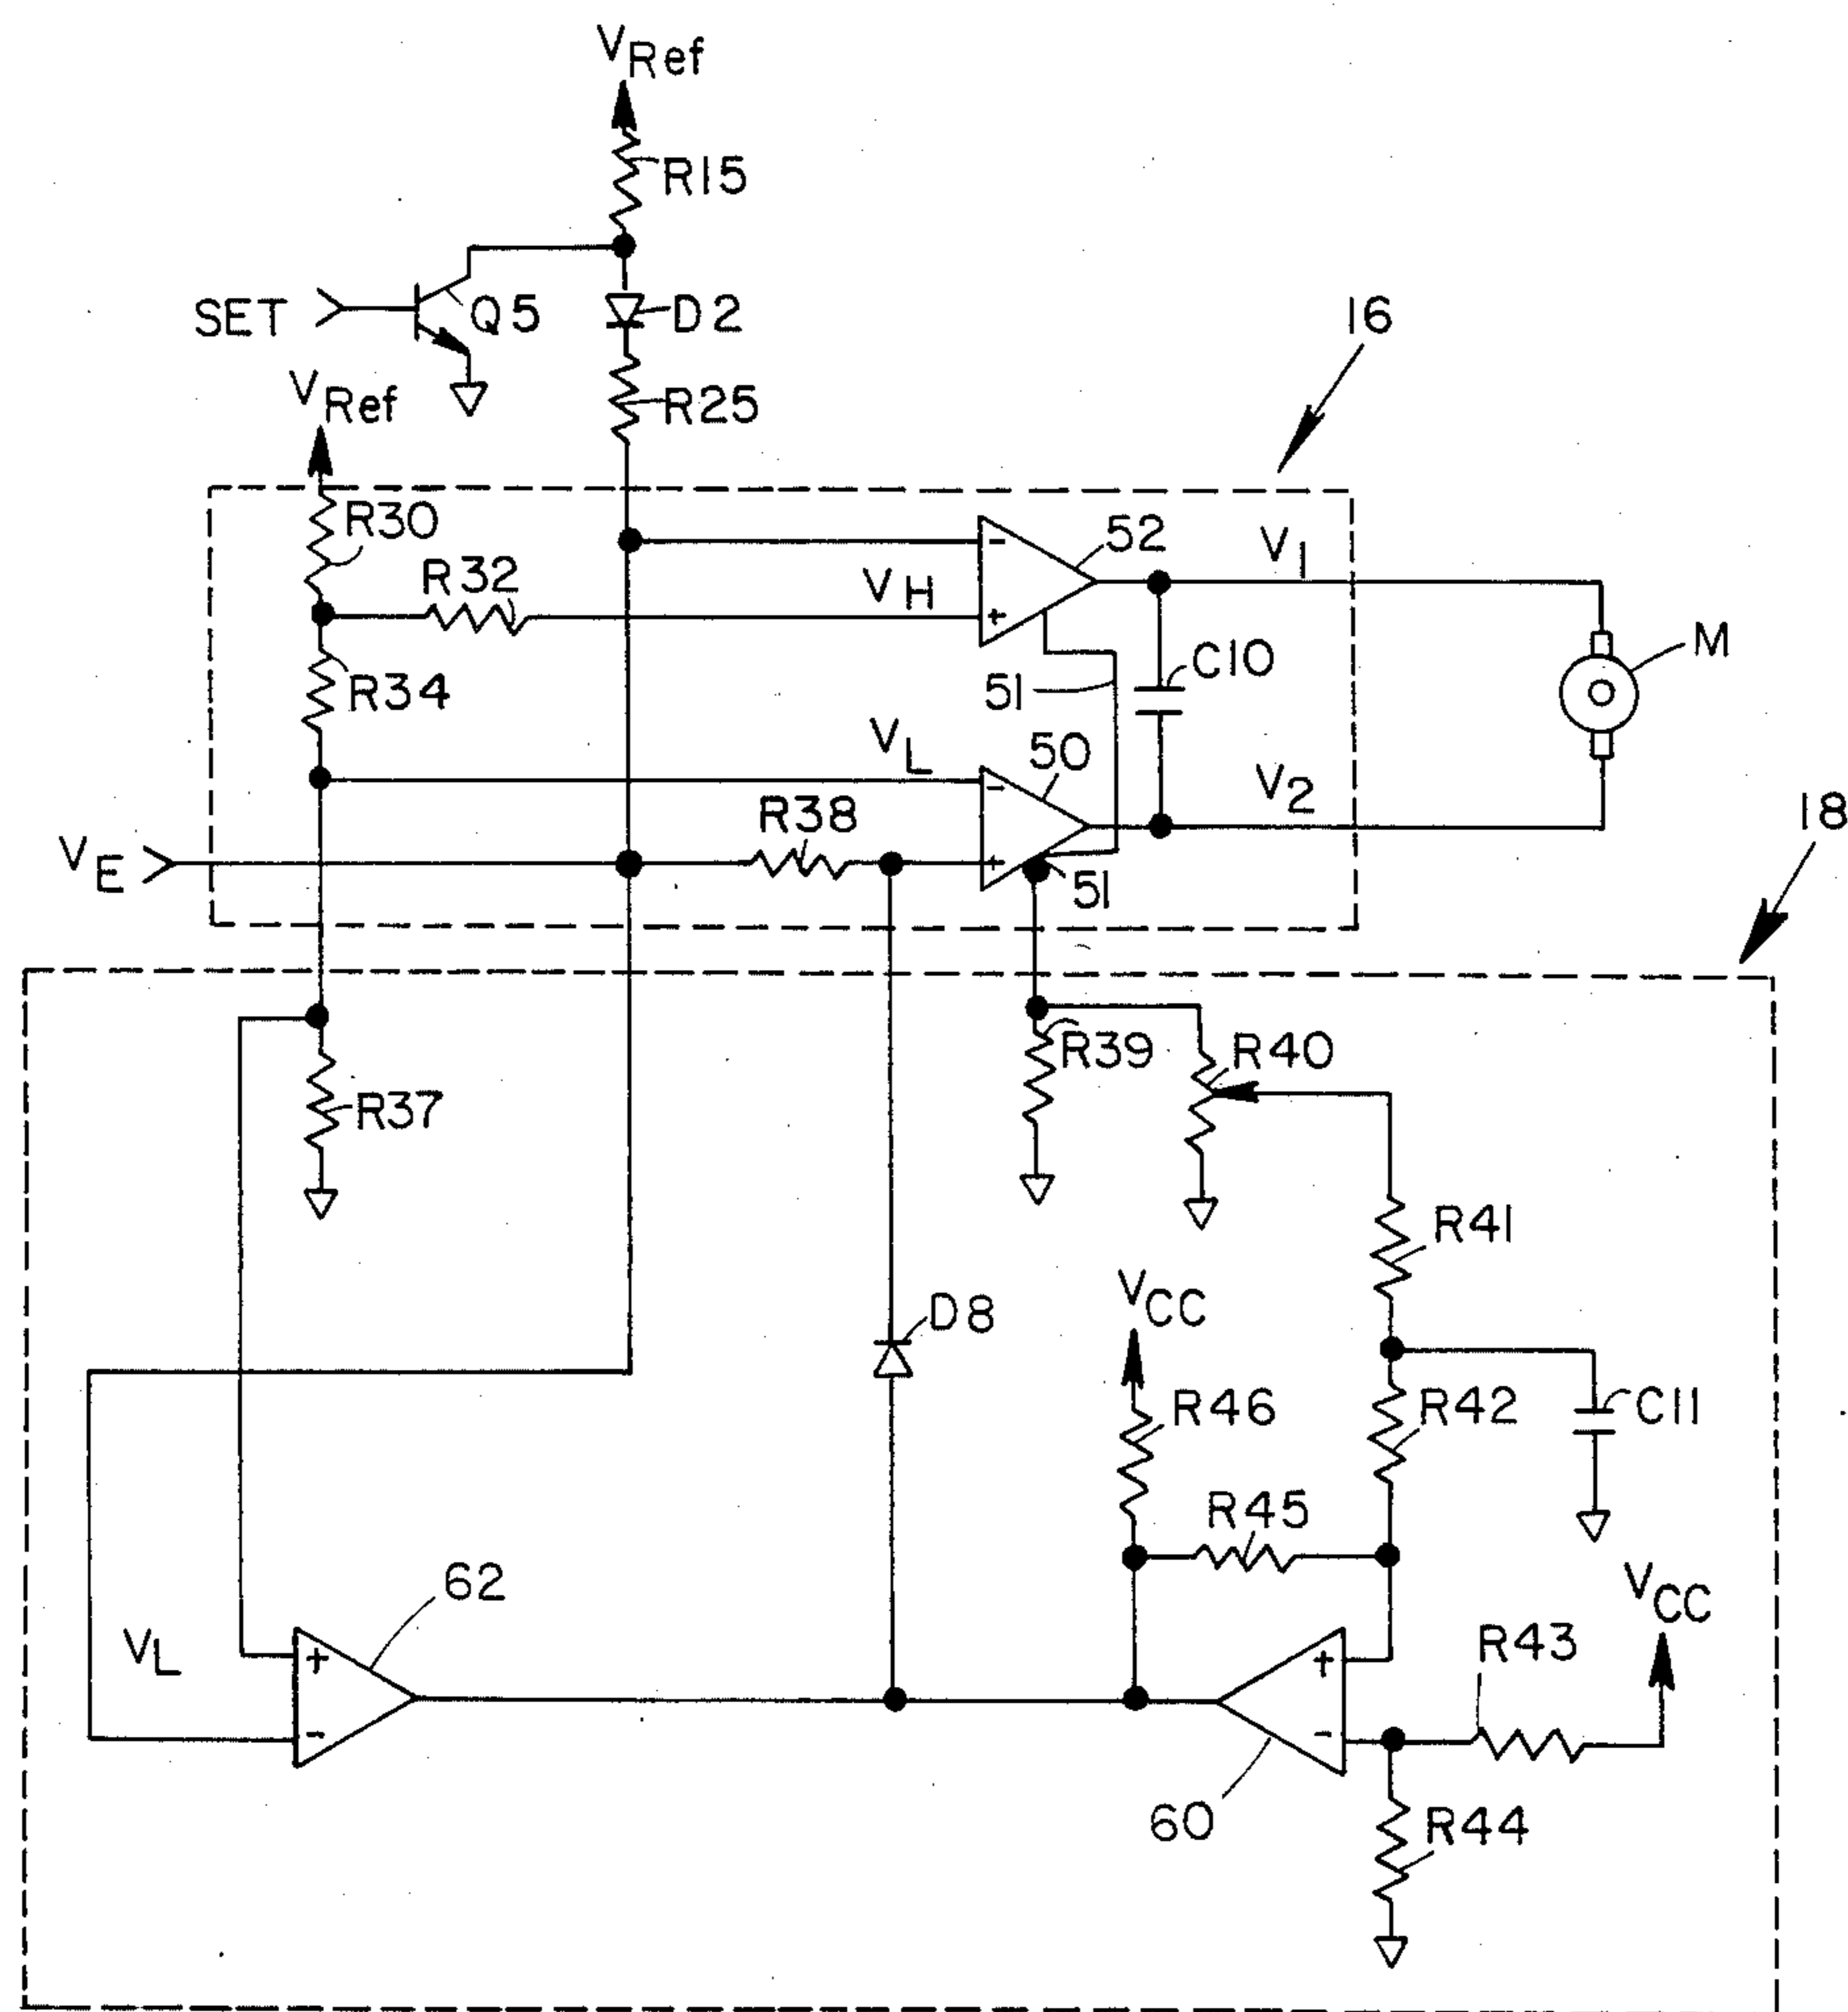 VRef
R15
SET
Q5
D2
16
VRef
R25
R30
52
V1
R32
VH
M
C10
R34
51
VL
50
V2
18
R38
VE
51
R39
R40
R37
R41
VCC
D8
R46
R42
C11
R45
VCC
62
R43
VL
60
R44
+
-
+
-
+
-
+
-